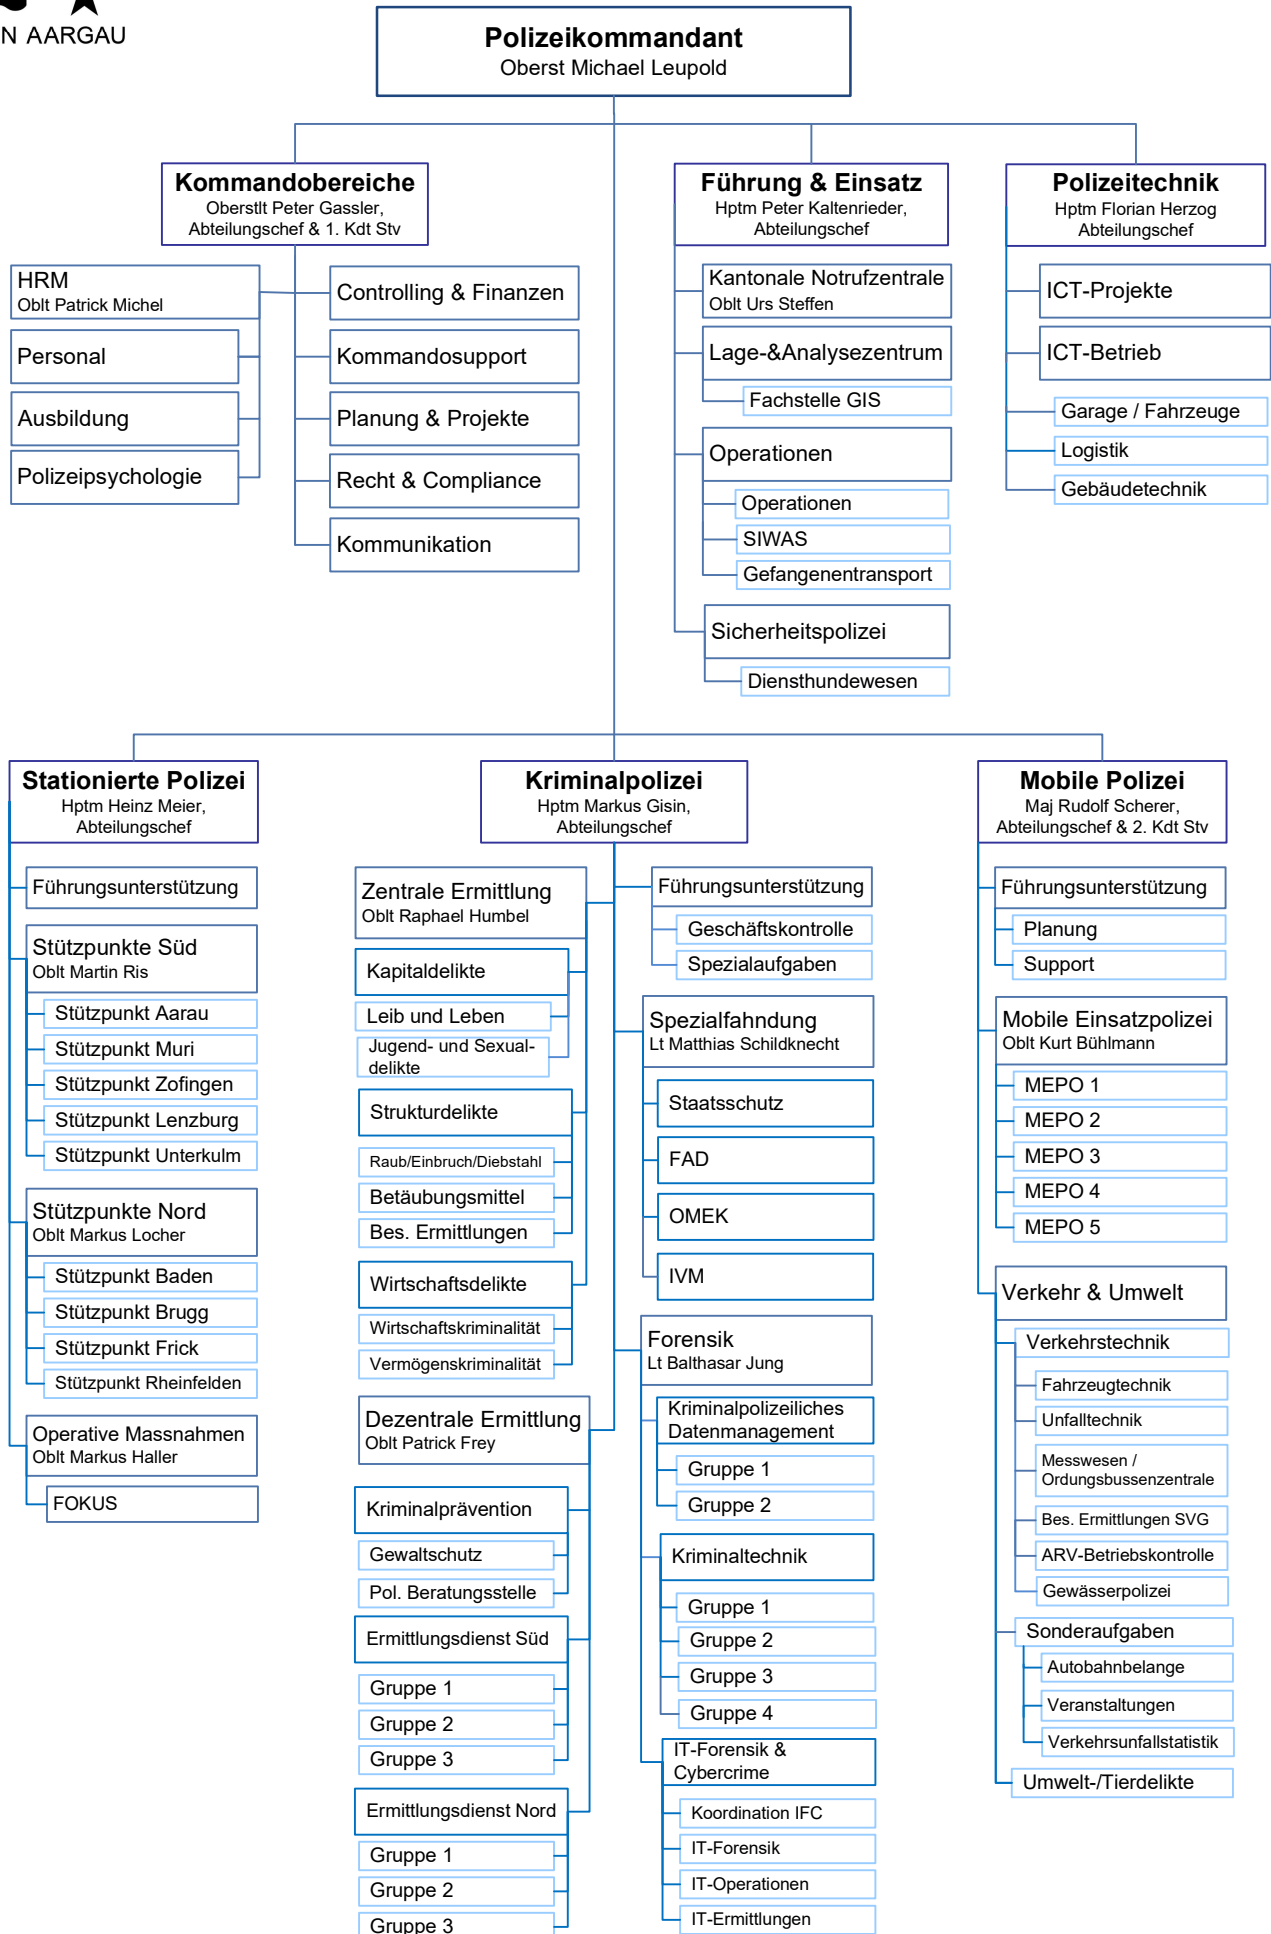 N AARGAU
Polizeikommandant
Oberst Michael Leupold
Kommandobereiche
Oberstlt Peter Gassler,
Abteilungschef & 1. Kdt Stv
HRM
Oblt Patrick Michel
Personal
Ausbildung
Polizeipsychologie
Controlling & Finanzen
Kommandosupport
Planung & Projekte
Recht & Compliance
Kommunikation
Führung & Einsatz
Hptm Peter Kaltenrieder,
Abteilungschef
Kantonale Notrufzentrale
Oblt Urs Steffen
Lage-&Analysezentrum
Fachstelle GIS
Operationen
Operationen
SIWAS
Gefangenentransport
Sicherheitspolizei
Diensthundewesen
Polizeitechnik
Hptm Florian Herzog
Abteilungschef
ICT-Projekte
ICT-Betrieb
Garage / Fahrzeuge
Logistik
Gebäudetechnik
Stationierte Polizei
Hptm Heinz Meier,
Abteilungschef
Führungsunterstützung
Stützpunkte Süd
Oblt Martin Ris
Stützpunkt Aarau
Stützpunkt Muri
Stützpunkt Zofingen
Stützpunkt Lenzburg
Stützpunkt Unterkulm
Stützpunkte Nord
Oblt Markus Locher
Stützpunkt Baden
Stützpunkt Brugg
Stützpunkt Frick
Stützpunkt Rheinfelden
Operative Massnahmen
Oblt Markus Haller
FOKUS
Kriminalpolizei
Hptm Markus Gisin,
Abteilungschef
Zentrale Ermittlung
Oblt Raphael Humbel
Kapitaldelikte
Leib und Leben
Jugend- und Sexual-
delikte
Strukturdelikte
Raub/Einbruch/Diebstahl
Betäubungsmittel
Bes. Ermittlungen
Wirtschaftsdelikte
Wirtschaftskriminalität
Vermögenskriminalität
Dezentrale Ermittlung
Oblt Patrick Frey
Kriminalprävention
Gewaltschutz
Pol. Beratungsstelle
Ermittlungsdienst Süd
Gruppe 1
Gruppe 2
Gruppe 3
Ermittlungsdienst Nord
Gruppe 1
Gruppe 2
Gruppe 3
Führungsunterstützung
Geschäftskontrolle
Spezialaufgaben
Spezialfahndung
Lt Matthias Schildknecht
Staatsschutz
FAD
OMEK
IVM
Forensik
Lt Balthasar Jung
Kriminalpolizeiliches
Datenmanagement
Gruppe 1
Gruppe 2
Kriminaltechnik
Gruppe 1
Gruppe 2
Gruppe 3
Gruppe 4
IT-Forensik &
Cybercrime
Koordination IFC
IT-Forensik
IT-Operationen
IT-Ermittlungen
Mobile Polizei
Maj Rudolf Scherer,
Abteilungschef & 2. Kdt Stv
Führungsunterstützung
Planung
Support
Mobile Einsatzpolizei
Oblt Kurt Bühlmann
MEPO 1
MEPO 2
MEPO 3
MEPO 4
MEPO 5
Verkehr & Umwelt
Verkehrstechnik
Fahrzeugtechnik
Unfalltechnik
Messwesen /
Ordungsbussenzentrale
Bes. Ermittlungen SVG
ARV-Betriebskontrolle
Gewässerpolizei
Sonderaufgaben
Autobahnbelange
Veranstaltungen
Verkehrsunfallstatistik
Umwelt-/Tierdelikte